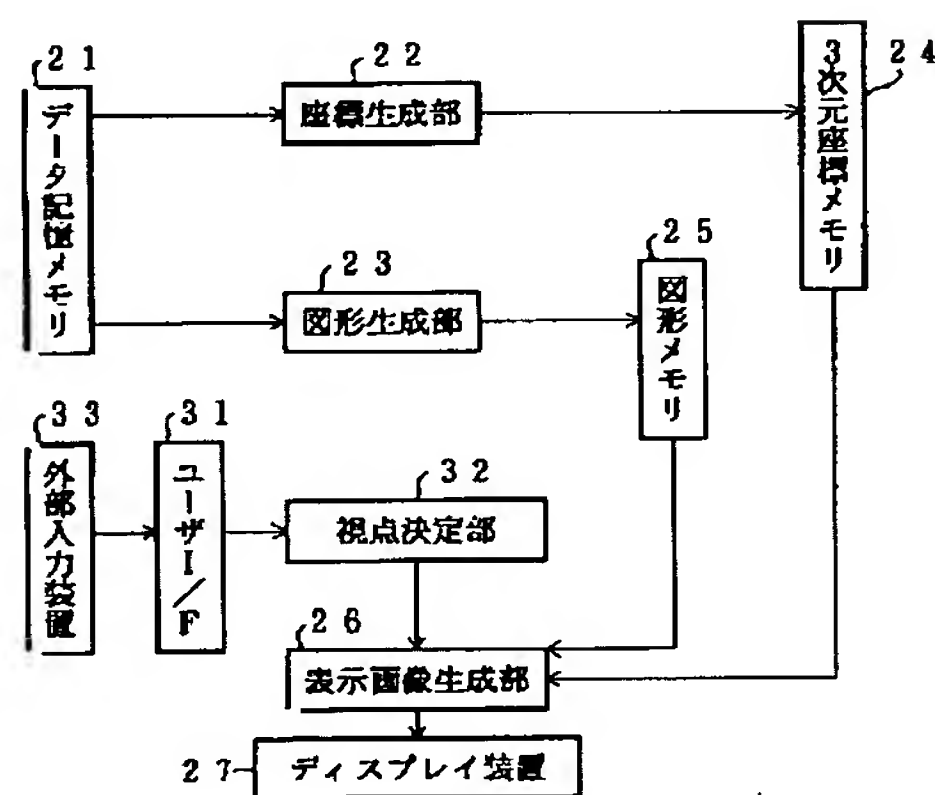 21
データ記憶メモリ
22
座標生成部
3次元座標メモリ
24
23
図形生成部
25
図形メモリ
33
外部入力装置
31
ユーザI/F
32
視点決定部
26
表示画像生成部
27
ディスプレイ装置